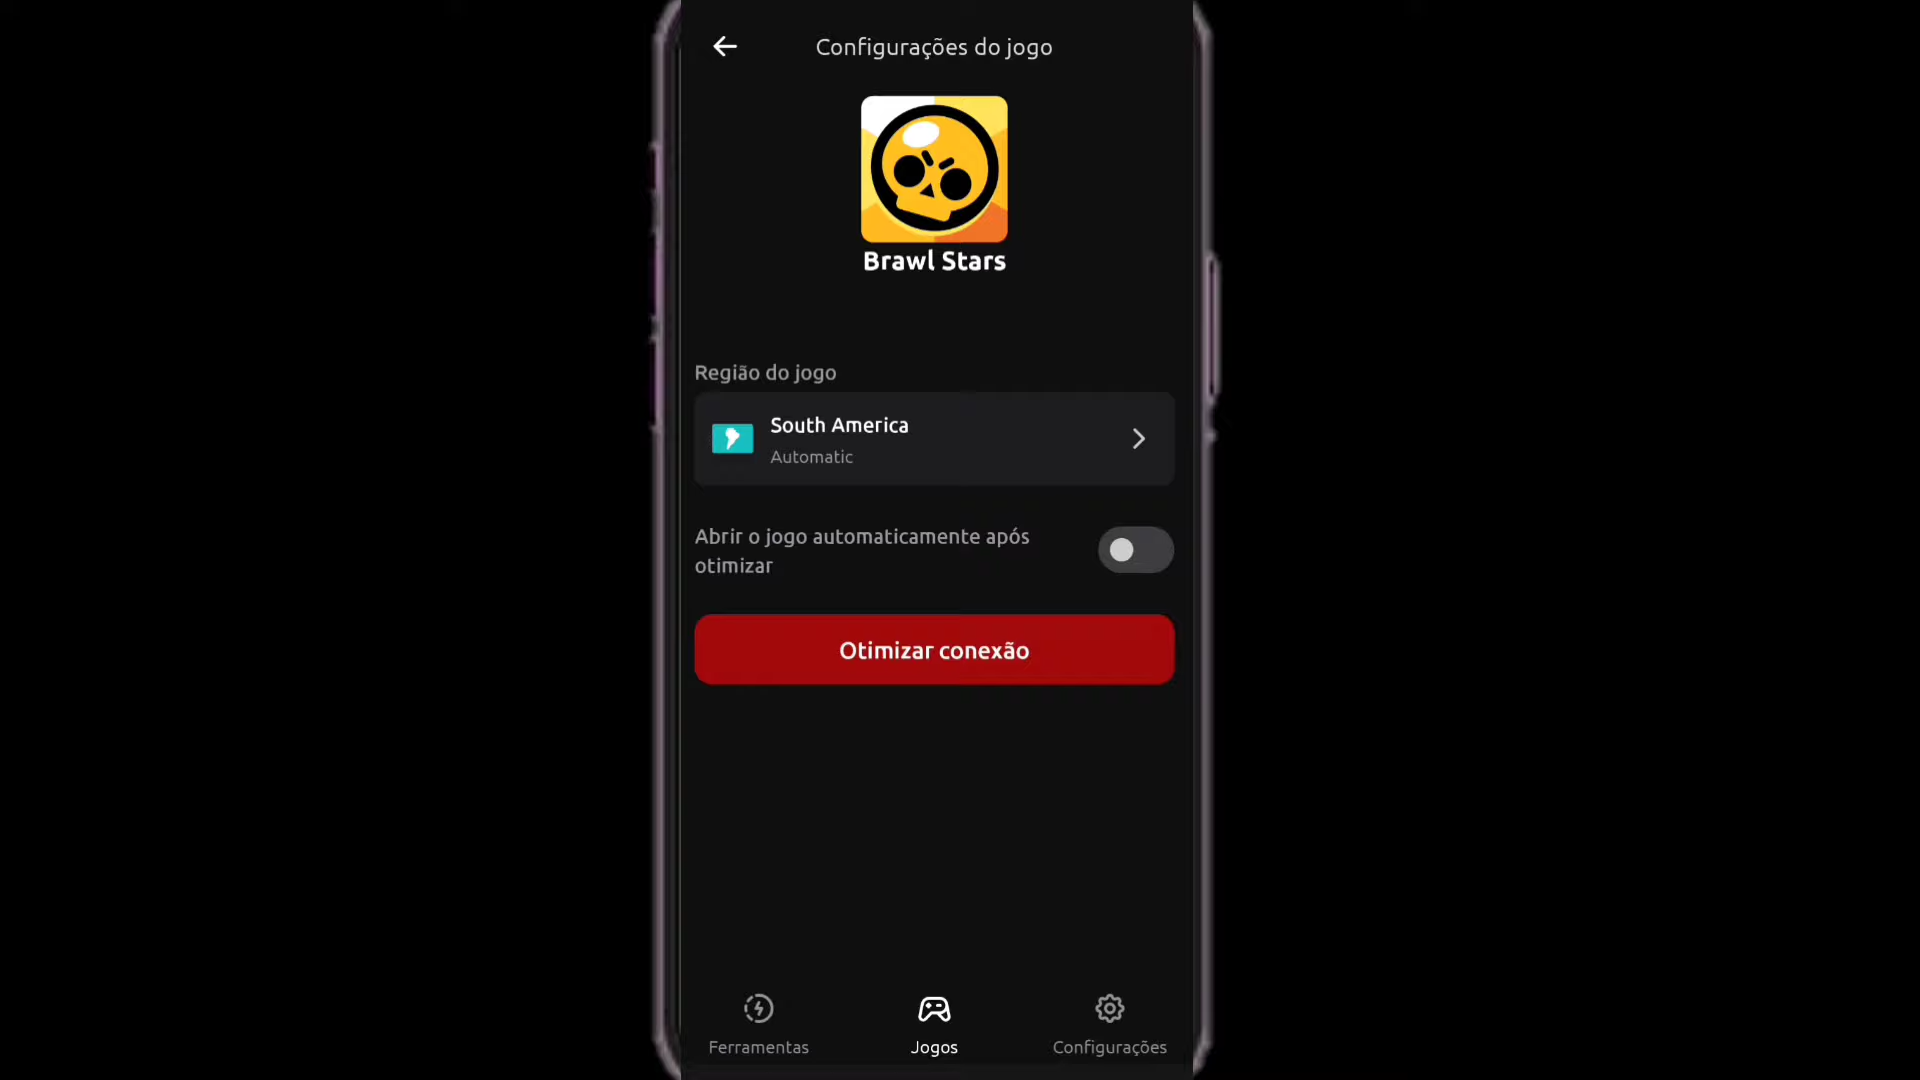 Configurações do jogo
Brawl Stars
Região do jogo
South America
Automatic
Abrir o jogo automaticamente após
otimizar
Otimizar conexão
Ferramentas
Jogos
Configurações